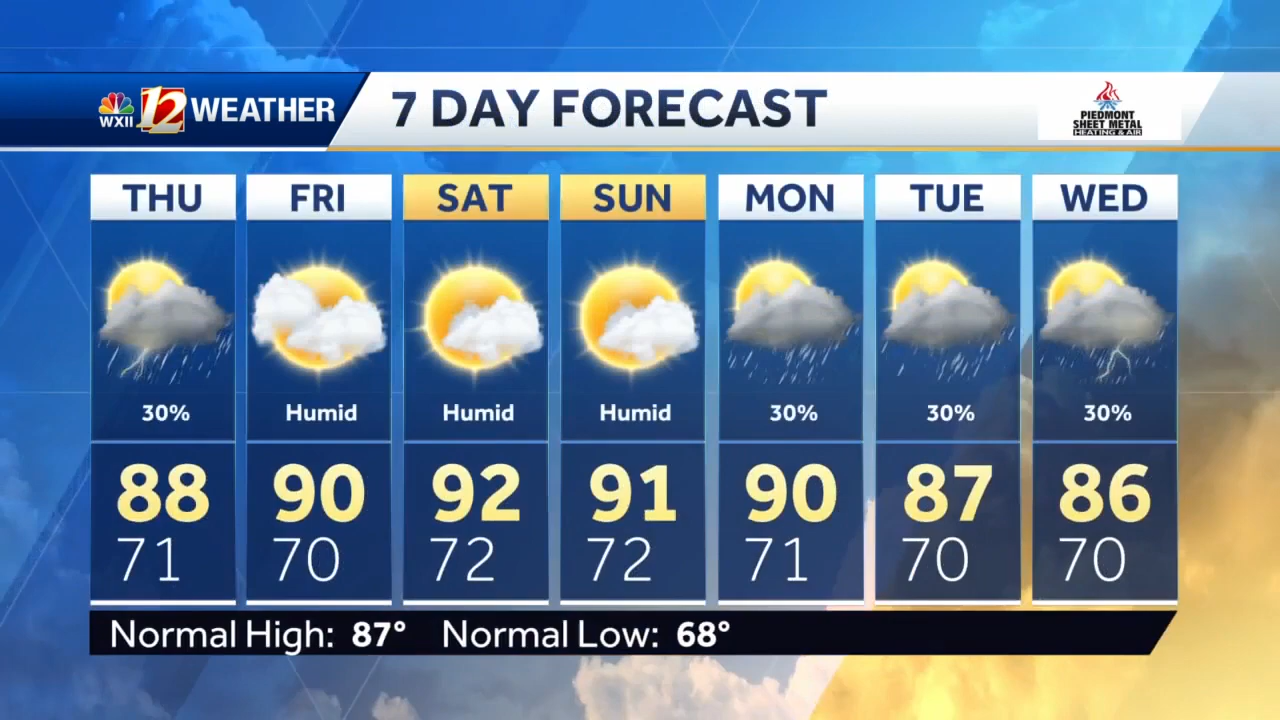 WXII 12 WEATHER
7 DAY FORECAST
PIEDMONT
SHEET METAL
HEATING & AIR
THU FRI SAT SUN MON TUE WED
30% Humid Humid Humid 30% 30% 30%
88 90 92 91 90 87 86
71 70 72 72 71 70 70
Normal High: 87° Normal Low: 68°